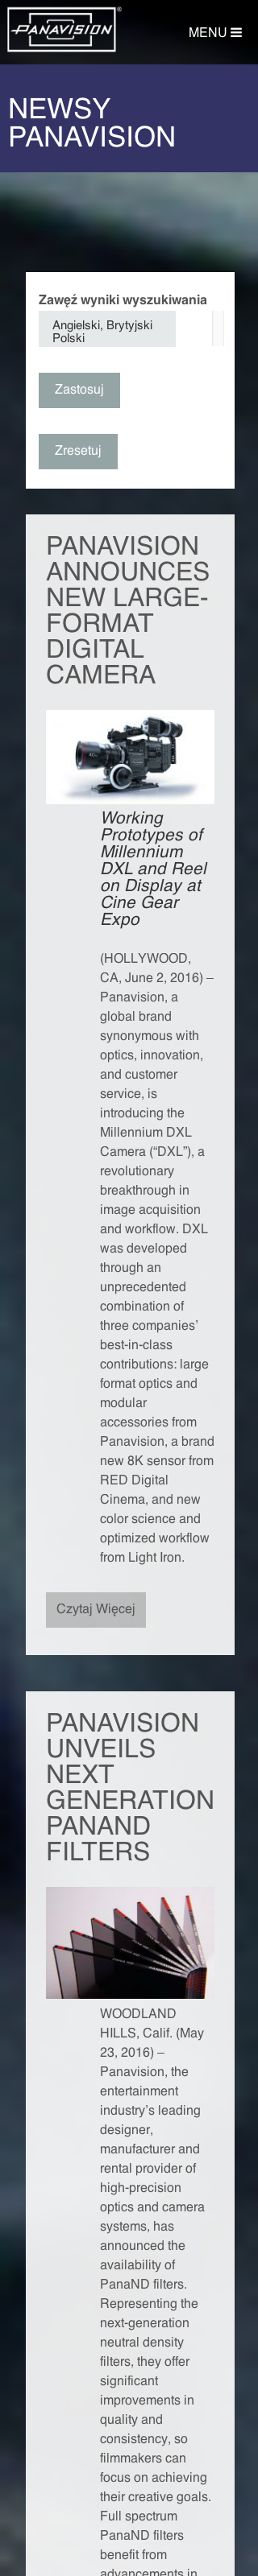 PANAVISION
MENU
NEWSY
PANAVISION
Zawęź wyniki wyszukiwania
Angielski, Brytyjski
Polski
Zastosuj
Zresetuj
PANAVISION
ANNOUNCES
NEW LARGE-
FORMAT
DIGITAL
CAMERA
Working
Prototypes of
Millennium
DXL and Reel
on Display at
Cine Gear
Expo
(HOLLYWOOD,
CA, June 2, 2016) –
Panavision, a
global brand
synonymous with
optics, innovation,
and customer
service, is
introducing the
Millennium DXL
Camera (“DXL”), a
revolutionary
breakthrough in
image acquisition
and workflow. DXL
was developed
through an
unprecedented
combination of
three companies’
best-in-class
contributions: large
format optics and
modular
accessories from
Panavision, a brand
new 8K sensor from
RED Digital
Cinema, and new
color science and
optimized workflow
from Light Iron.
Czytaj Więcej
PANAVISION
UNVEILS
NEXT
GENERATION
PANAND
FILTERS
WOODLAND
HILLS, Calif. (May
23, 2016) –
Panavision, the
entertainment
industry’s leading
designer,
manufacturer and
rental provider of
high-precision
optics and camera
systems, has
announced the
availability of
PanaND filters.
Representing the
next-generation
neutral density
filters, they offer
significant
improvements in
quality and
consistency, so
filmmakers can
focus on achieving
their creative goals.
Full spectrum
PanaND filters
benefit from
advancements in